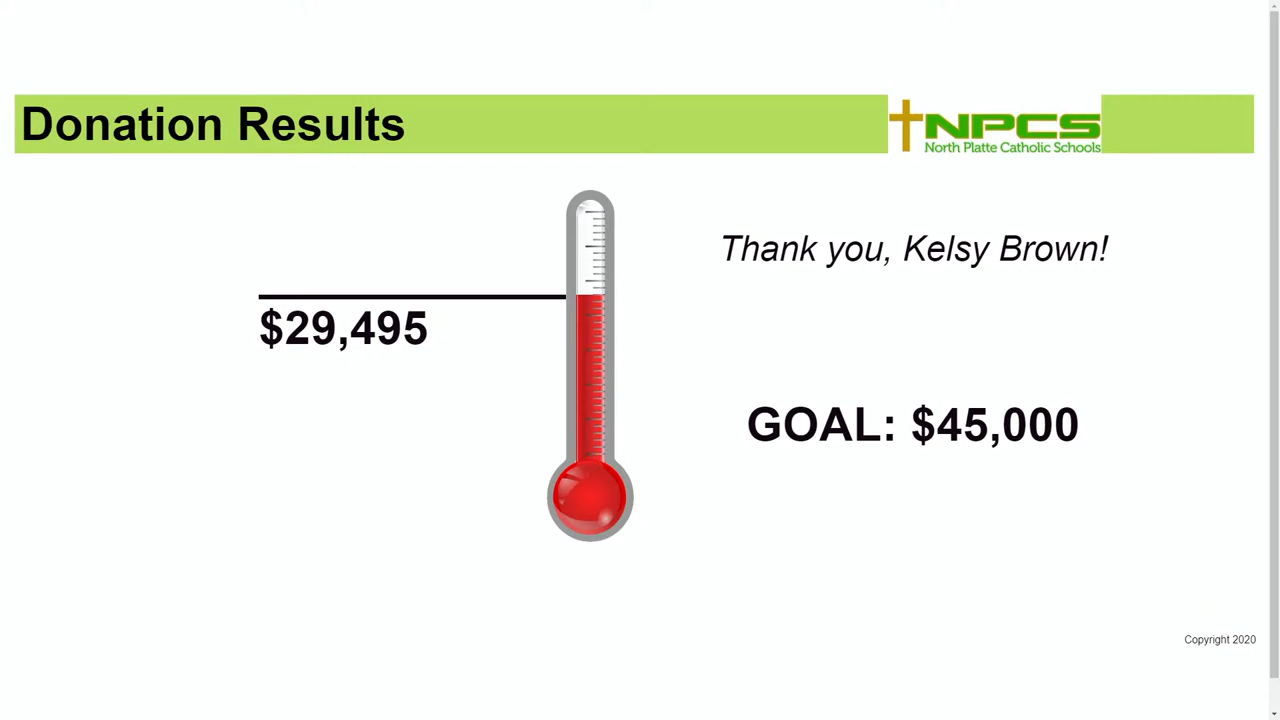 Donation Results
NPCS
North Platte Catholic Schools
Thank you, Kelsy Brown!
$29,495
GOAL: $45,000
Copyright 2020